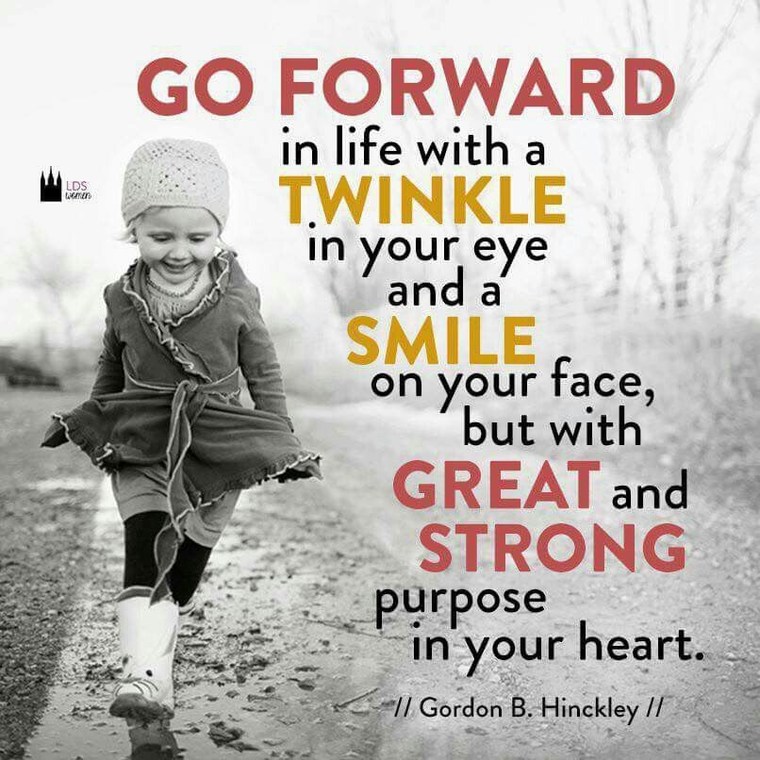 GO FORWARD
in life with a
TWINKLE
in your eye
and a
SMILE
on your face,
but with
GREAT and
STRONG
purpose
in your heart.
// Gordon B. Hinckley //
LDS
women